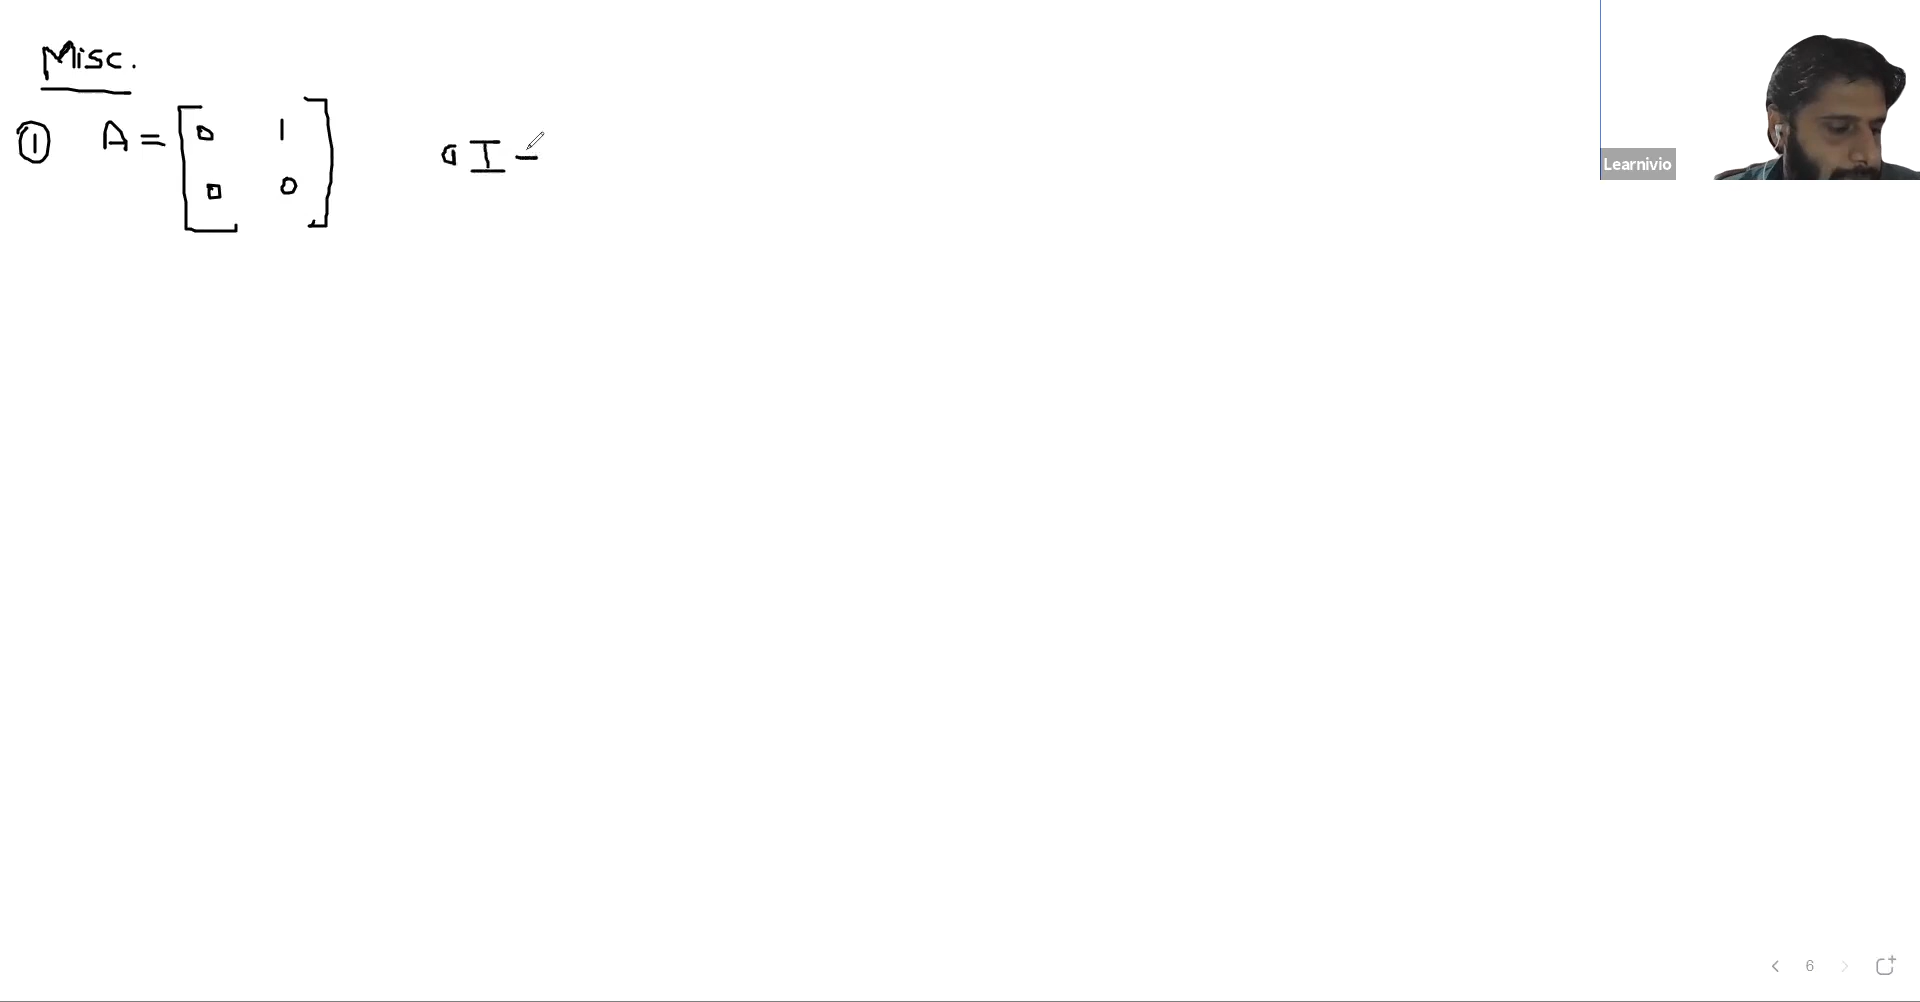 Misc.
① A = [ 0 1
0 0 ] a I -
Learnivio
6